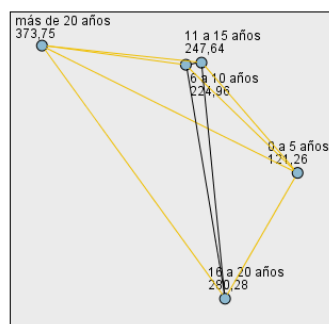 más de 20 años
373,75
11 a 15 años
247,64
6 a 10 años
224,96
0 a 5 años
121,26
16 a 20 años
280,28